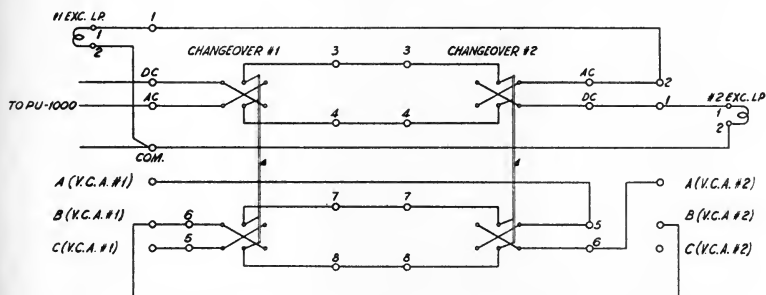 #1 EXC. LP.
1
1
2
CHANGEOVER #1
3
3
CHANGEOVER #2
DC
AC
2
#2 EXC. LP
TO PU-1000
AC
DC
1
1
4
4
2
COM.
A (V.C.A. #1)
7
7
A (V.C.A. #2)
B (V.C.A. #1)
6
5
B (V.C.A. #2)
C (V.C.A. #1)
5
6
C (V.C.A. #2)
8
8